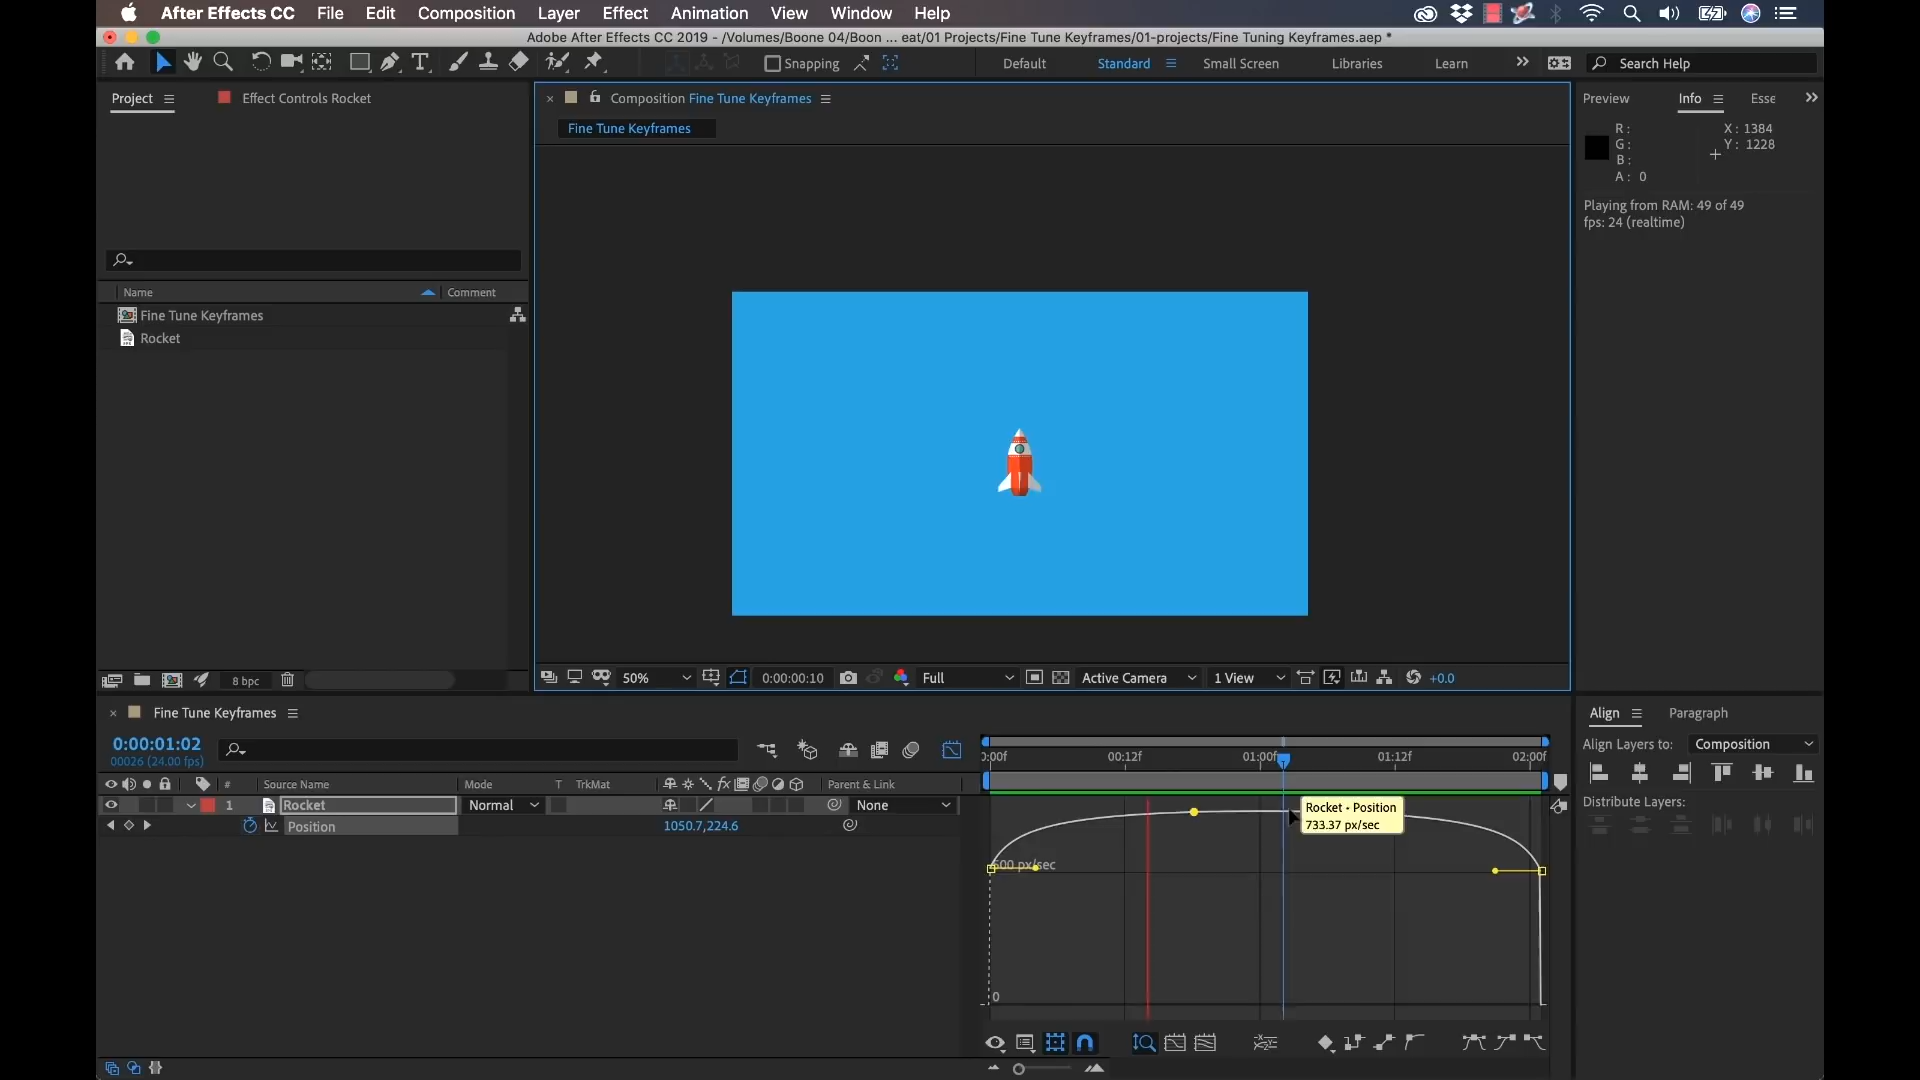 After Effects CC File Edit Composition Layer Effect Animation View Window Help
Adobe After Effects CC 2019 - /Volumes/Boone 04/Boon ... eat/01 Projects/Fine Tune Keyframes/01-projects/Fine Tuning Keyframes.aep *
Snapping Default Standard Small Screen Libraries Learn Search Help
Project Effect Controls Rocket
Composition Fine Tune Keyframes
Fine Tune Keyframes
Preview Info Esse
R :
G :
B :
A : 0
X : 1384
Y : 1228
Playing from RAM: 49 of 49
fps: 24 (realtime)
Name Comment
Fine Tune Keyframes
Rocket
8 bpc
50% 0:00:00:10 Full Active Camera 1 View +0.0
Fine Tune Keyframes
0:00:01:02
00026 (24.00 fps)
# Source Name Mode T TrkMat Parent & Link
1 Rocket Normal None
Position 1050.7,224.6
0:00f 00:12f 01:00f 01:12f 02:00f
Rocket • Position
733.37 px/sec
600 px/sec
0
Align Paragraph
Align Layers to: Composition
Distribute Layers: